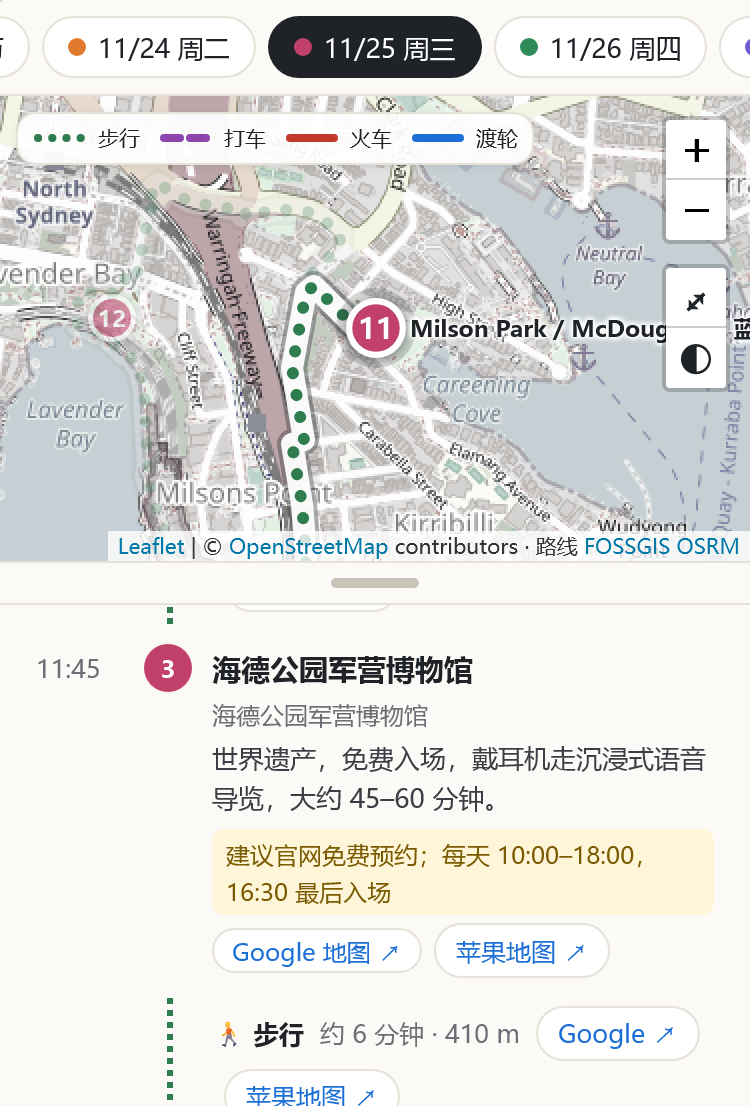 11/24 周二
11/25 周三
11/26 周四
步行
打车
火车
渡轮
North
Sydney
Warringah Freeway
Neutral
Bay
High S
11
Milson Park / McDoug
12
Cliff Street
Careening
Cove
Lavender
Bay
Carabella Street
Elamang Avenue
Milsons Point
Kirribilli
Quay - Kurraba Point
+
−
Leaflet | © OpenStreetMap contributors · 路线 FOSSGIS OSRM
11:45
3
海德公园军营博物馆
海德公园军营博物馆
世界遗产，免费入场，戴耳机走沉浸式语音
导览，大约 45–60 分钟。
建议官网免费预约；每天 10:00–18:00，
16:30 最后入场
Google 地图 ↗
苹果地图 ↗
步行 约 6 分钟 · 410 m
Google ↗
苹果地图 ↗